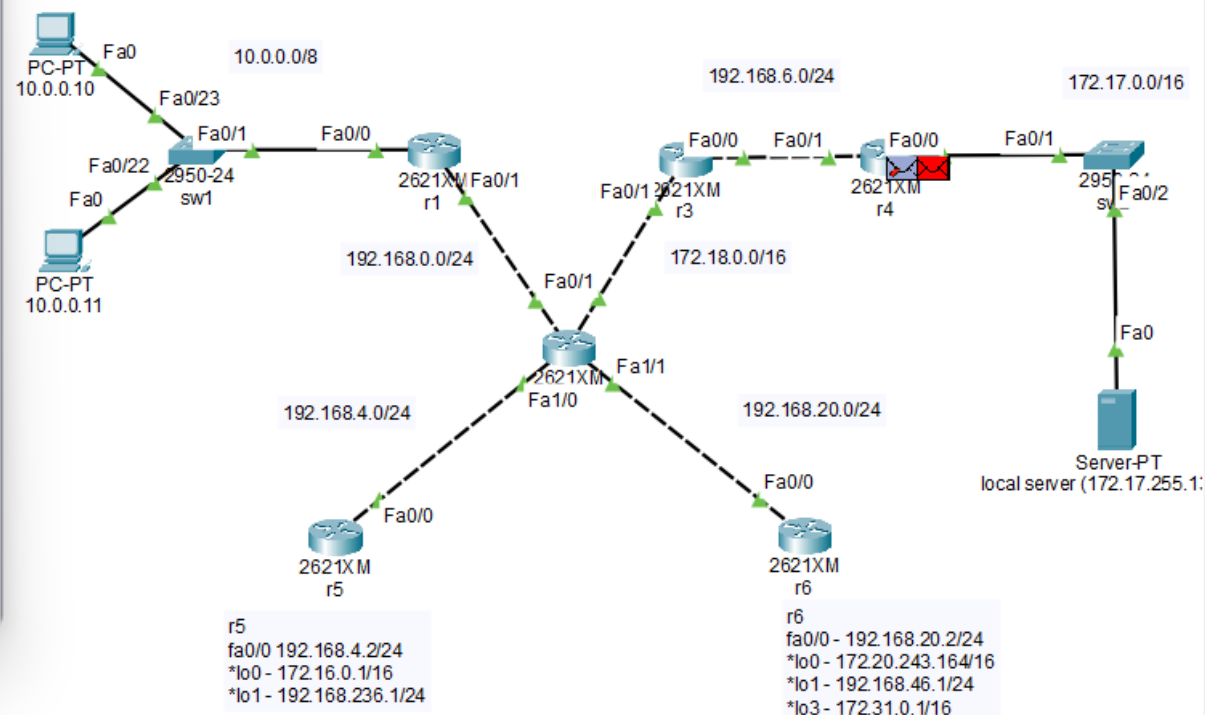 Fa0
PC-PT
10.0.0.10
10.0.0.0/8
Fa0/23
Fa0/1
Fa0/0
Fa0/22
Fa0
2950-24
sw1
2621XM
r1
Fa0/1
PC-PT
10.0.0.11
192.168.6.0/24
172.17.0.0/16
Fa0/0
Fa0/1
Fa0/0
Fa0/1
Fa0/1
r3
2621XM
r4
Fa0/2
192.168.0.0/24
172.18.0.0/16
Fa0/1
2621XM
Fa1/1
Fa1/0
192.168.4.0/24
192.168.20.0/24
Fa0
Server-PT
local server (172.17.255.1
Fa0/0
Fa0/0
2621XM
r5
2621XM
r6
r5
fa0/0 192.168.4.2/24
*lo0 - 172.16.0.1/16
*lo1 - 192.168.236.1/24
r6
fa0/0 - 192.168.20.2/24
*lo0 - 172.20.243.164/16
*lo1 - 192.168.46.1/24
*lo3 - 172.31.0.1/16